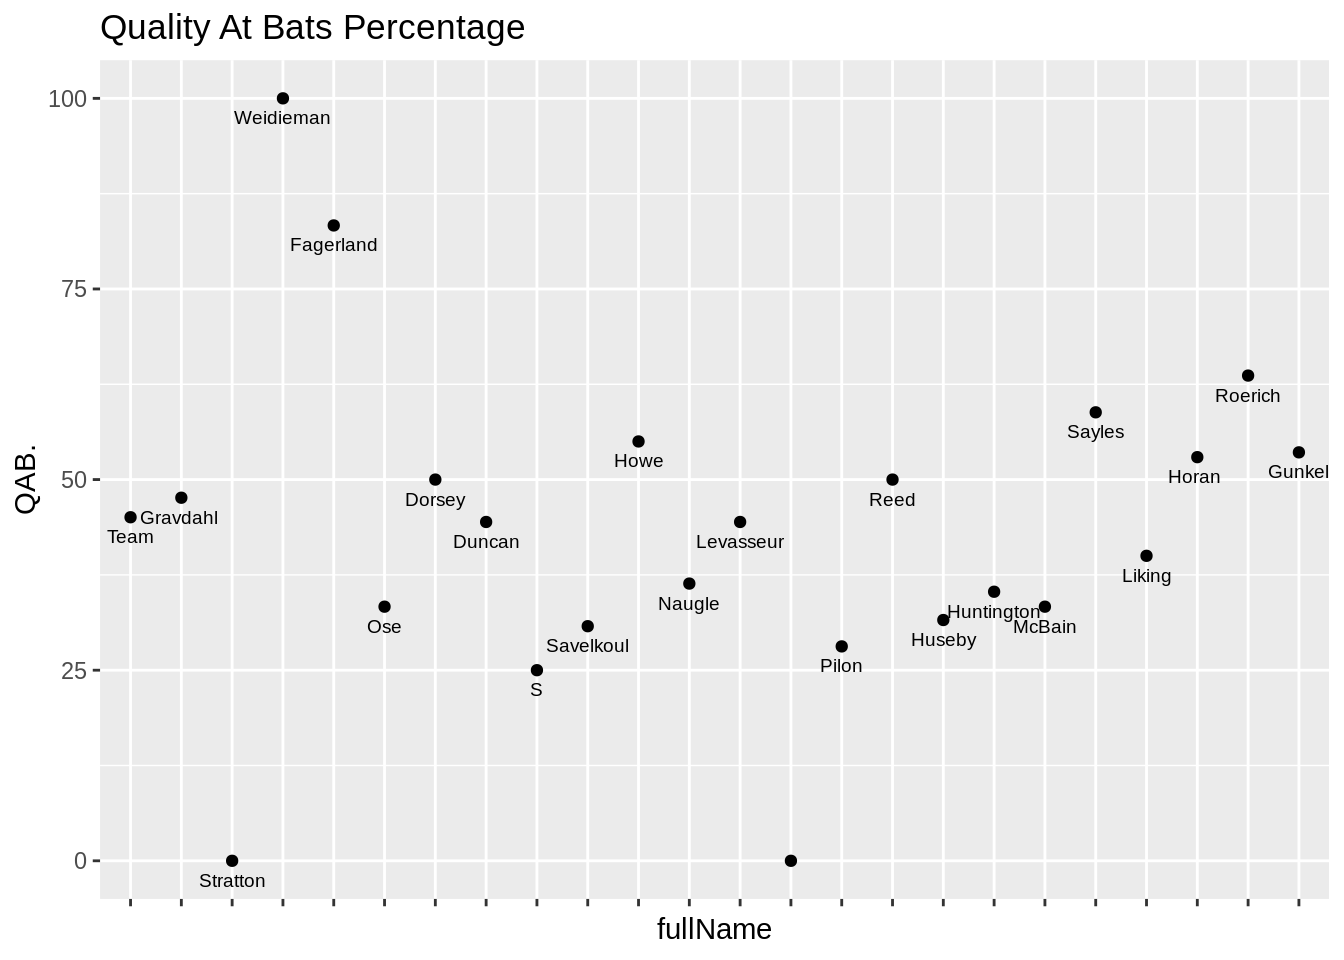 Quality At Bats Percentage
100
Weidieman
Fagerland
75
Roerich
Sayles
Howe
Horan
Gunkel
QAB.
50
Dorsey
Reed
Gravdahl
Team
Duncan
Levasseur
Liking
Naugle
Huntington
Ose
McBain
Huseby
Savelkoul
Pilon
25
S
0
Stratton
fullName